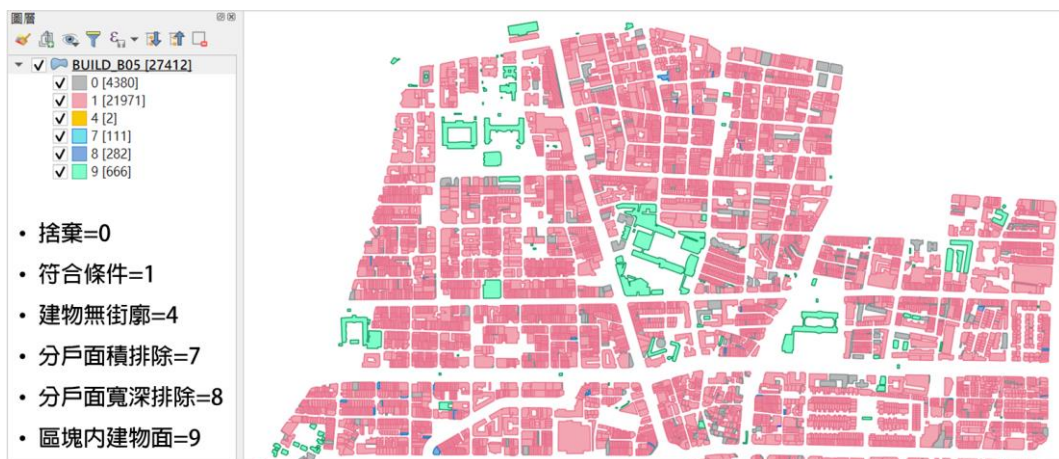 圖層
BUILD_B05 [27412]
0 [4380]
1 [21971]
4 [2]
7 [111]
8 [282]
9 [666]
• 捨棄=0
• 符合條件=1
• 建物無街廓=4
• 分戶面積排除=7
• 分戶面寬深排除=8
• 區塊內建物面=9